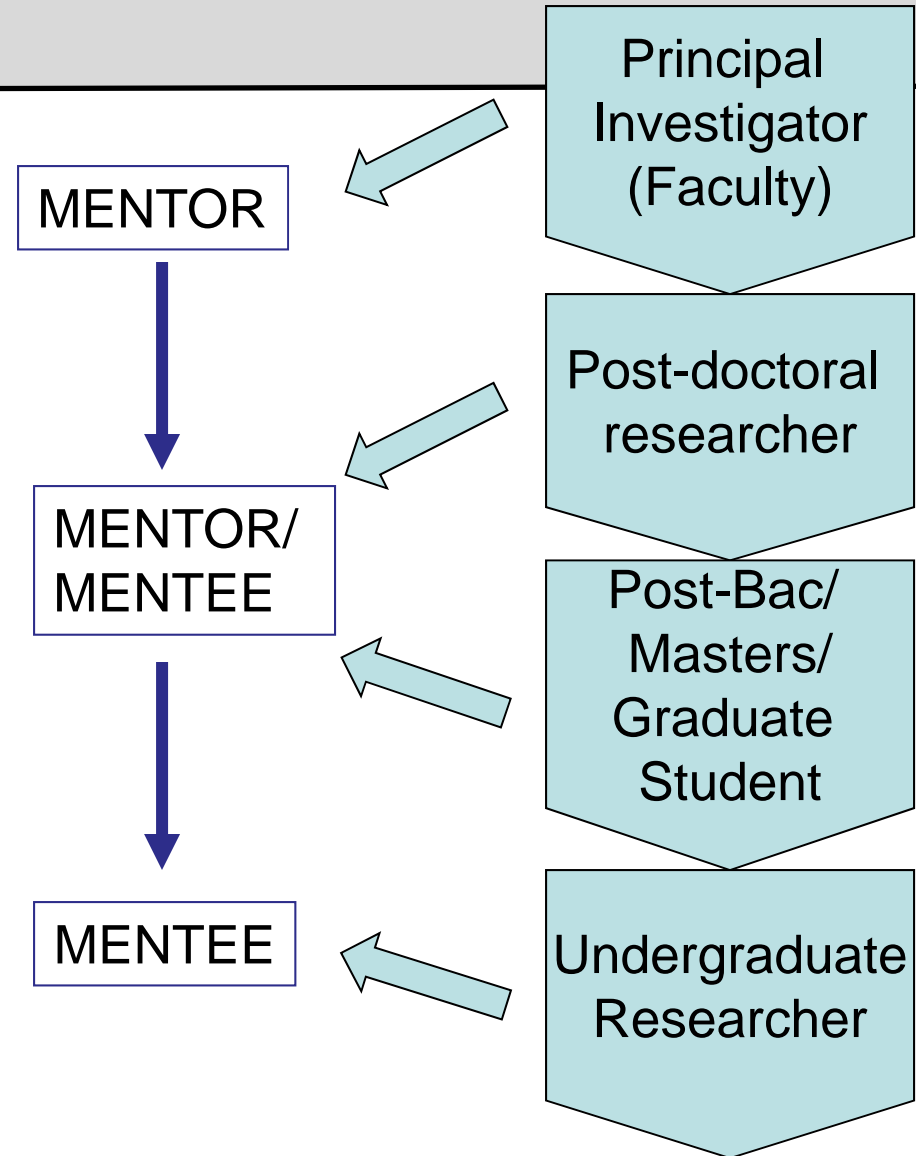 Principal
Investigator
(Faculty)
MENTOR
Post-doctoral
researcher
MENTOR/
MENTEE
Post-Bac/
Masters/
Graduate
Student
MENTEE
Undergraduate
Researcher